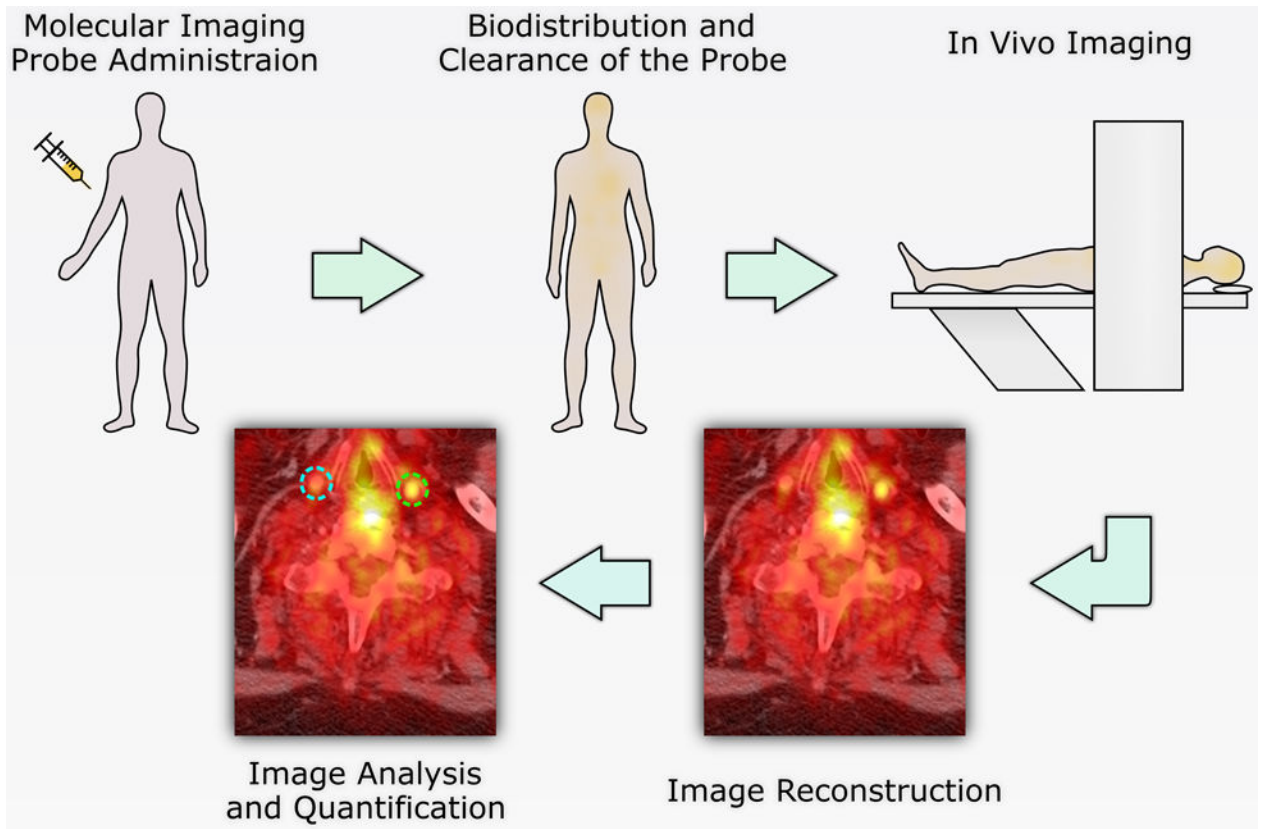 Molecular Imaging
Probe Administraion
Biodistribution and
Clearance of the Probe
In Vivo Imaging
Image Reconstruction
Image Analysis
and Quantification